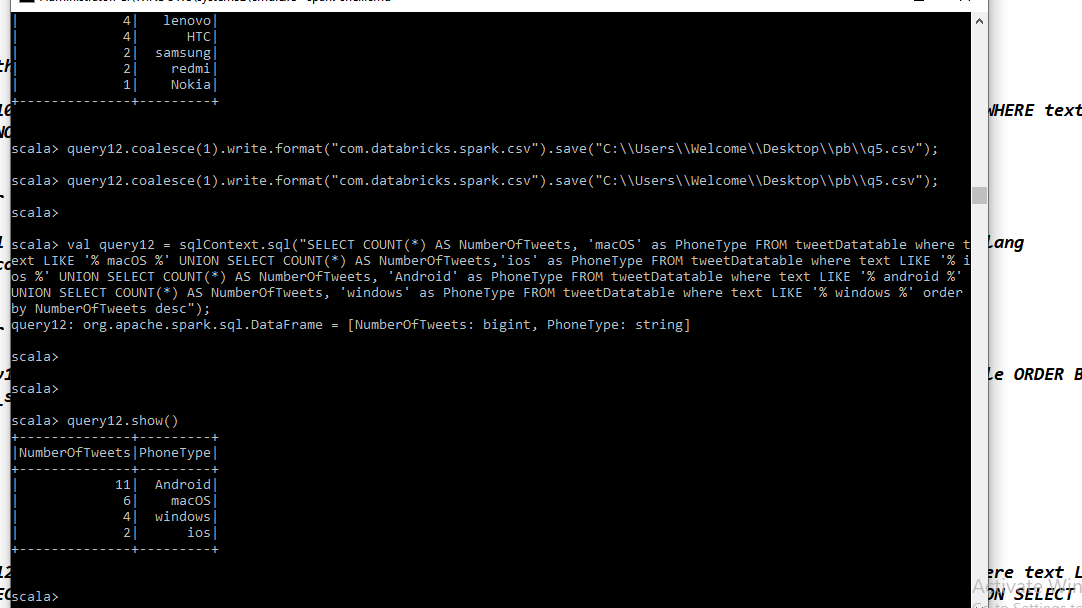 4| lenovo|
4| HTC|
2| samsung|
2| redmi|
1| Nokia|
+--------------+---------+
WHERE text
scala> query12.coalesce(1).write.format("com.databricks.spark.csv").save("C:\\Users\\Welcome\\Desktop\\pb\\q5.csv");
scala> query12.coalesce(1).write.format("com.databricks.spark.csv").save("C:\\Users\\Welcome\\Desktop\\pb\\q5.csv");
scala>
lang
scala> val query12 = sqlContext.sql("SELECT COUNT(*) AS NumberOfTweets, 'macOS' as PhoneType FROM tweetDatatable where t
ext LIKE '% macOS %' UNION SELECT COUNT(*) AS NumberOfTweets,'ios' as PhoneType FROM tweetDatatable where text LIKE '% i
os %' UNION SELECT COUNT(*) AS NumberOfTweets, 'Android' as PhoneType FROM tweetDatatable where text LIKE '% android %'
UNION SELECT COUNT(*) AS NumberOfTweets, 'windows' as PhoneType FROM tweetDatatable where text LIKE '% windows %' order
by NumberOfTweets desc");
query12: org.apache.spark.sql.DataFrame = [NumberOfTweets: bigint, PhoneType: string]
scala>
le ORDER B
scala>
scala> query12.show()
+--------------+---------+
|NumberOfTweets|PhoneType|
+--------------+---------+
| 11| Android|
| 6| macOS|
| 4| windows|
| 2| ios|
+--------------+---------+
ere text L
Activate Win
ON SELECT
scala>